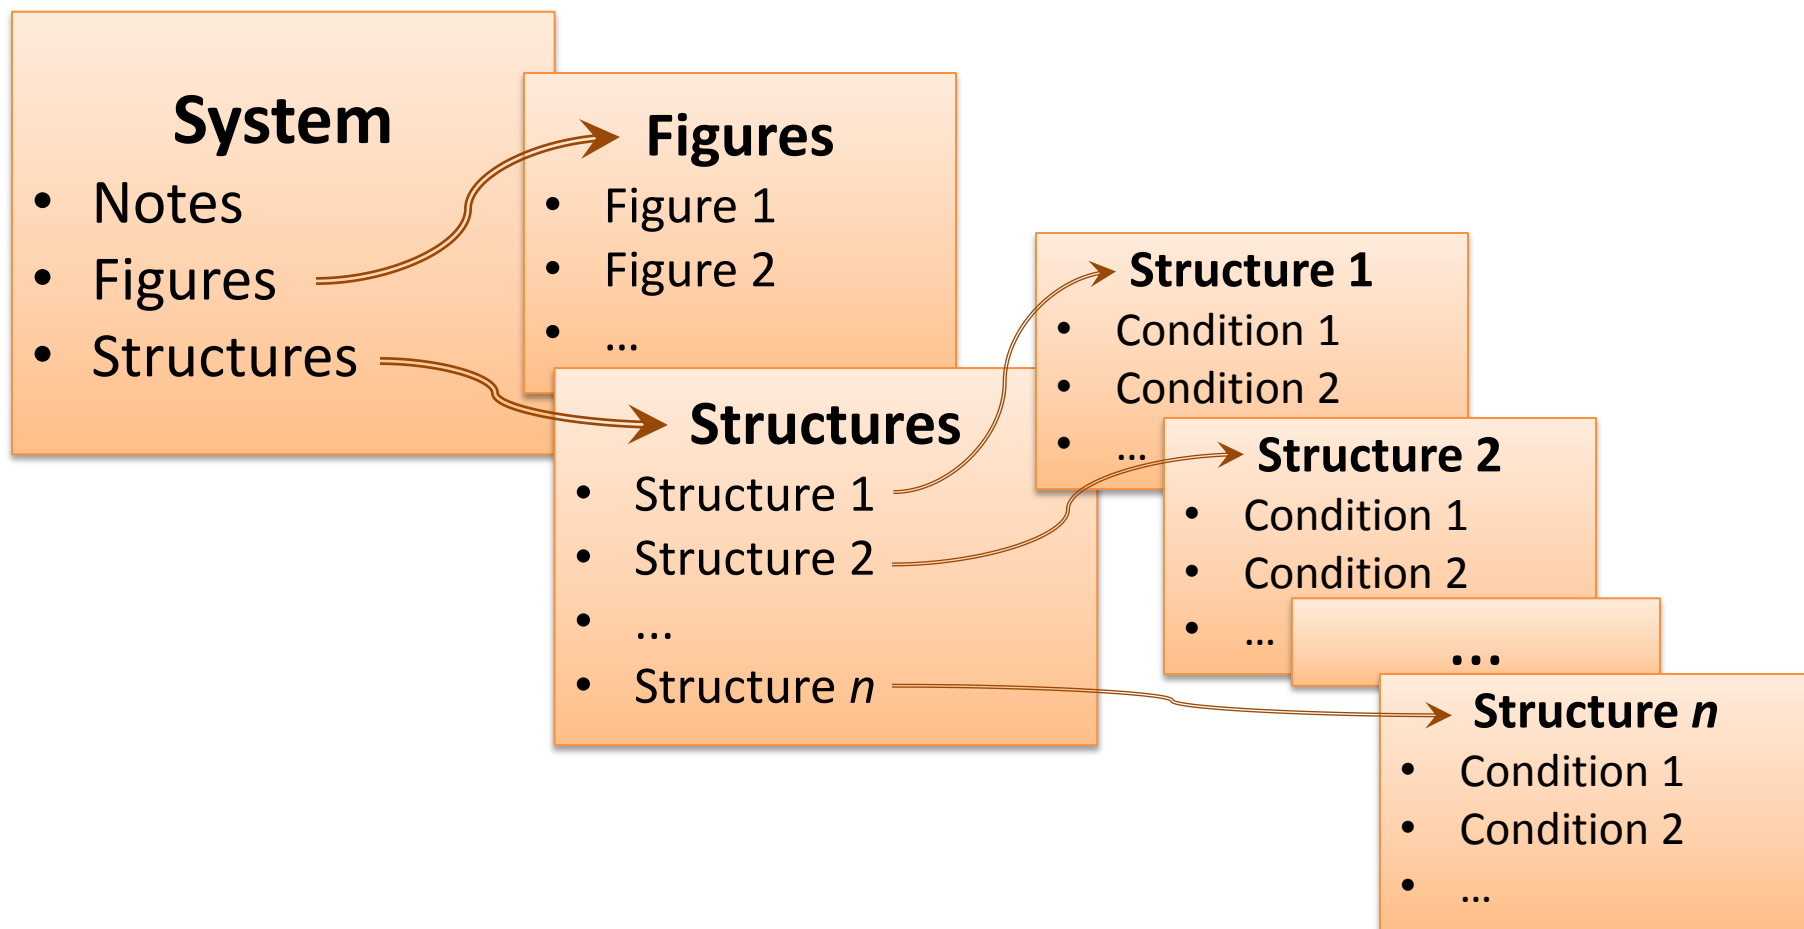 System
• Notes
• Figures
• Structures
Figures
• Figure 1
• Figure 2
• ...
Structures
• Structure 1
• Structure 2
• ...
• Structure n
Structure 1
• Condition 1
• Condition 2
• ...
Structure 2
• Condition 1
• Condition 2
• ...
...
Structure n
• Condition 1
• Condition 2
• ...